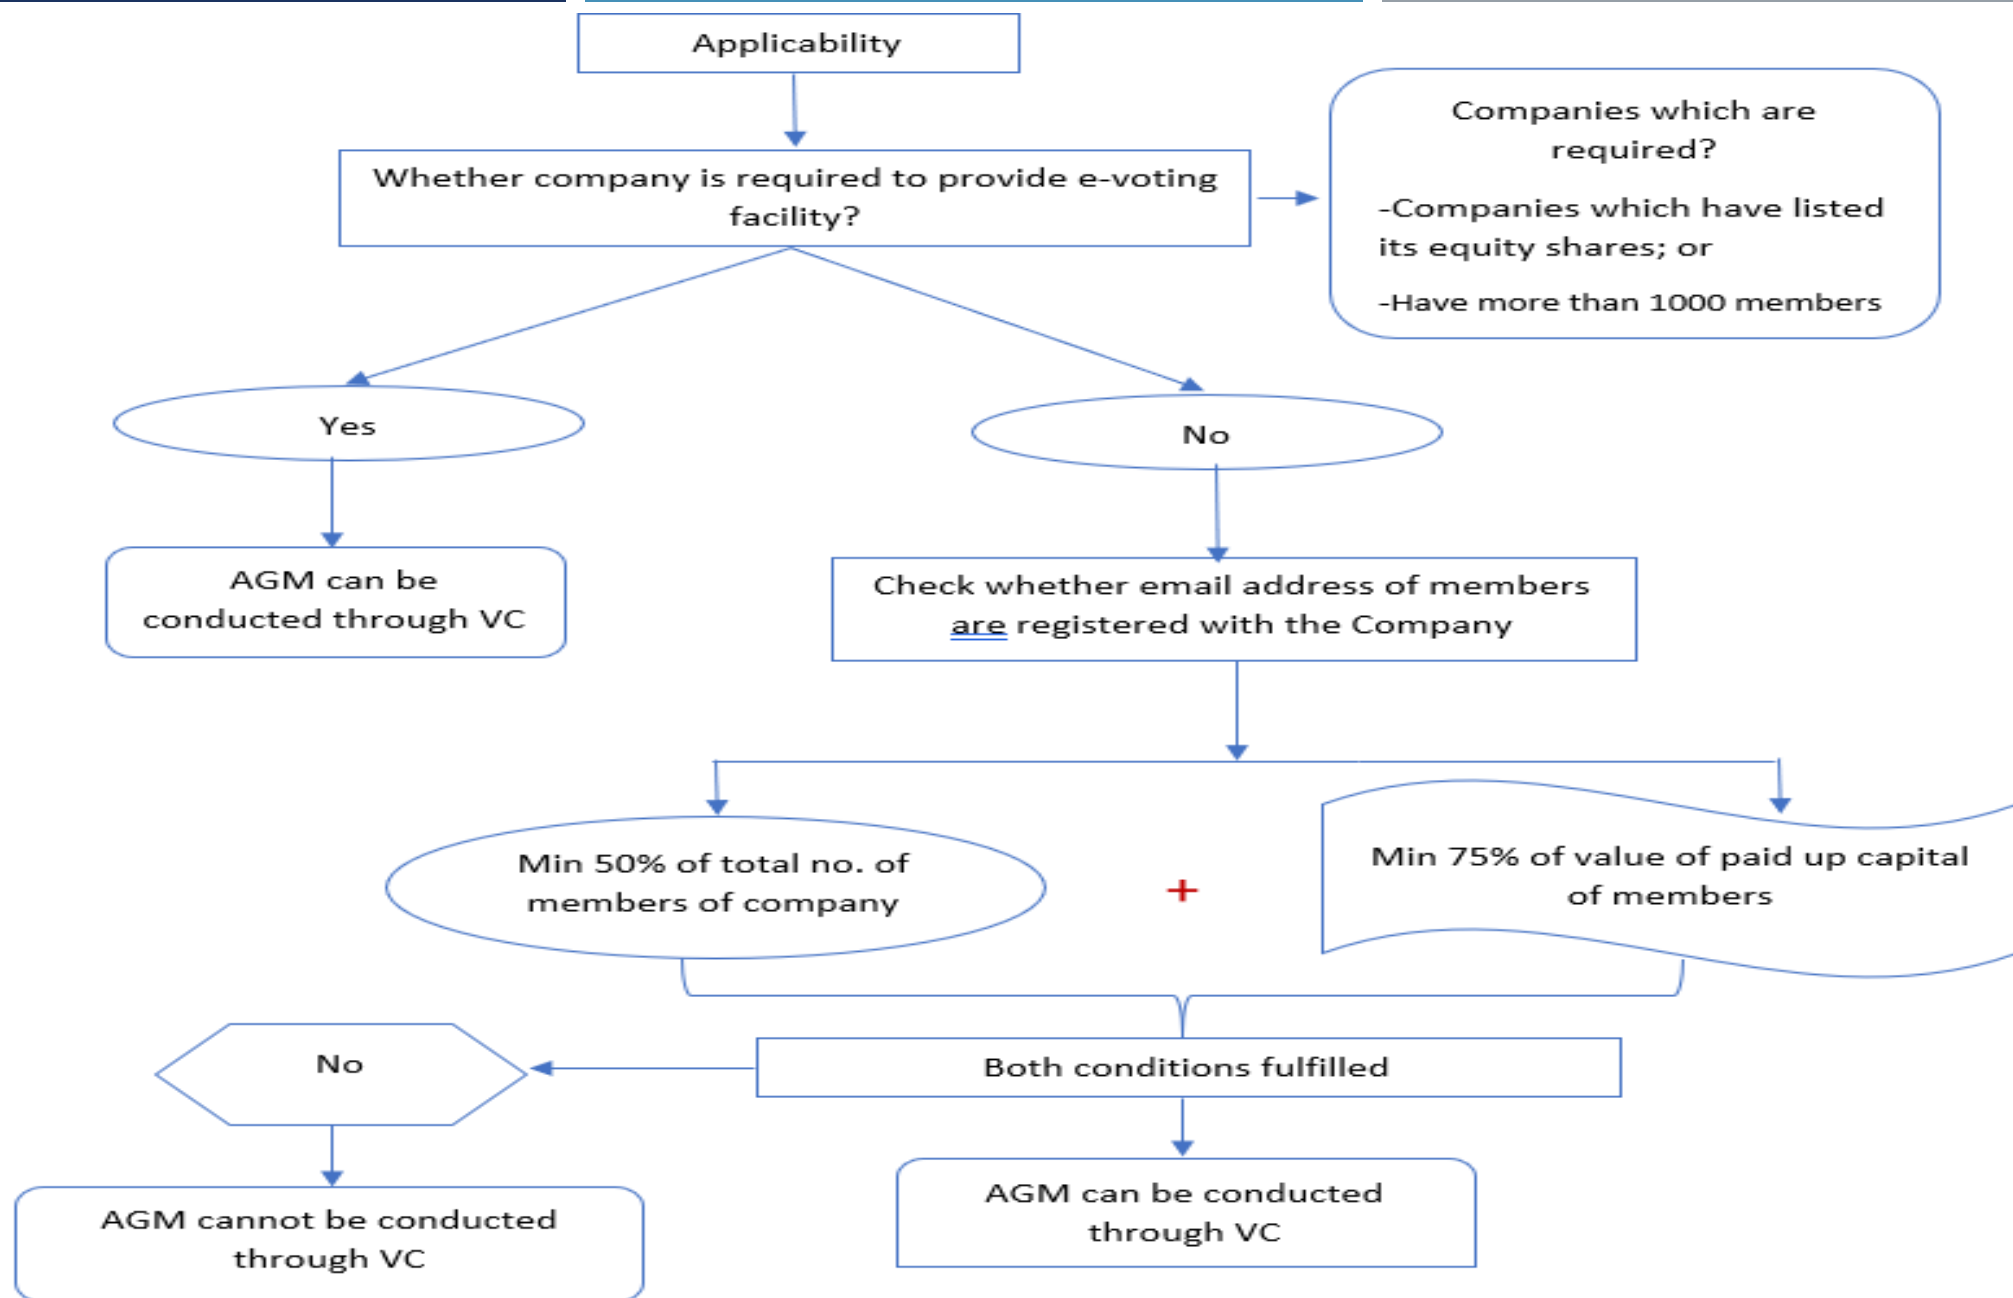 Applicability
Whether company is required to provide e-voting
facility?
Companies which are
required?
-Companies which have listed
its equity shares; or
-Have more than 1000 members
Yes
No
AGM can be
conducted through VC
Check whether email address of members
are registered with the Company
Min 50% of total no. of
members of company
+
Min 75% of value of paid up capital
of members
No
Both conditions fulfilled
AGM cannot be conducted
through VC
AGM can be conducted
through VC